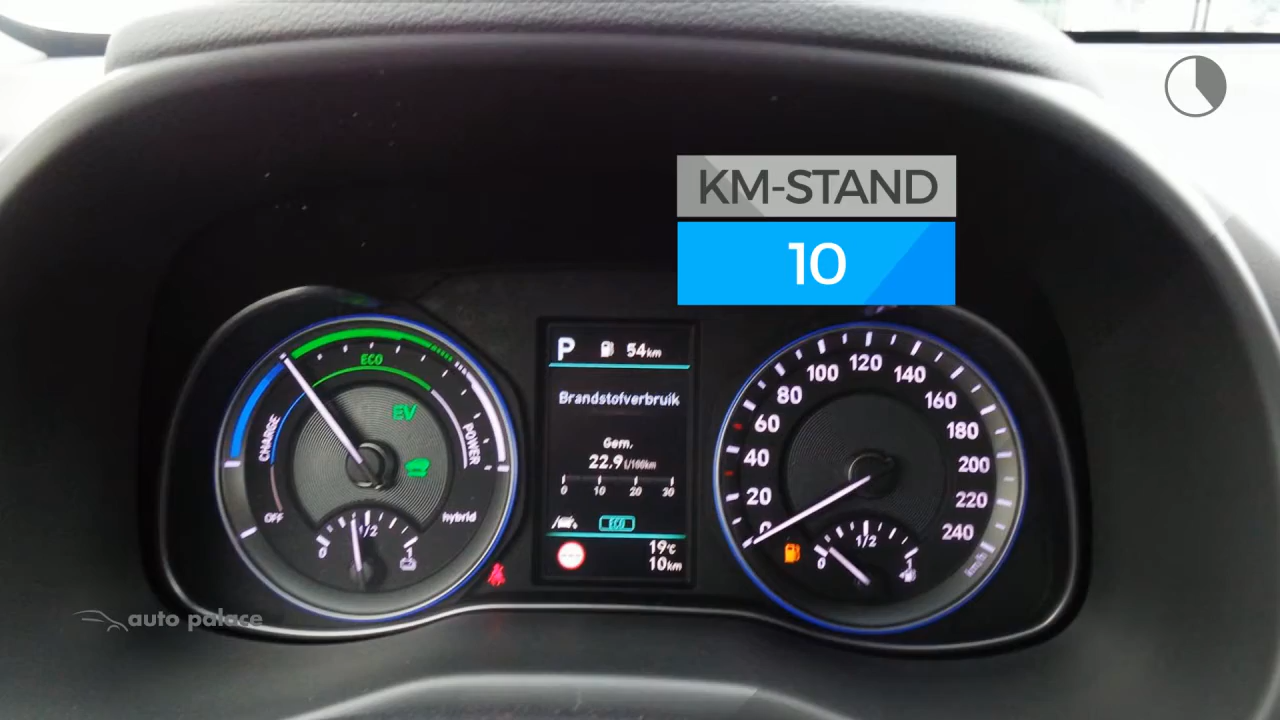 KM-STAND
10
P 54km
Brandstofverbruik
Gem.
22.9 l/100km
0 10 20 30
ECO
19°C
10km
ECO
EV
CHARGE
POWER
OFF
hybrid
0 1/2 1
0 20 40 60 80 100 120 140 160 180 200 220 240
km/h
0 1/2 1
auto palace